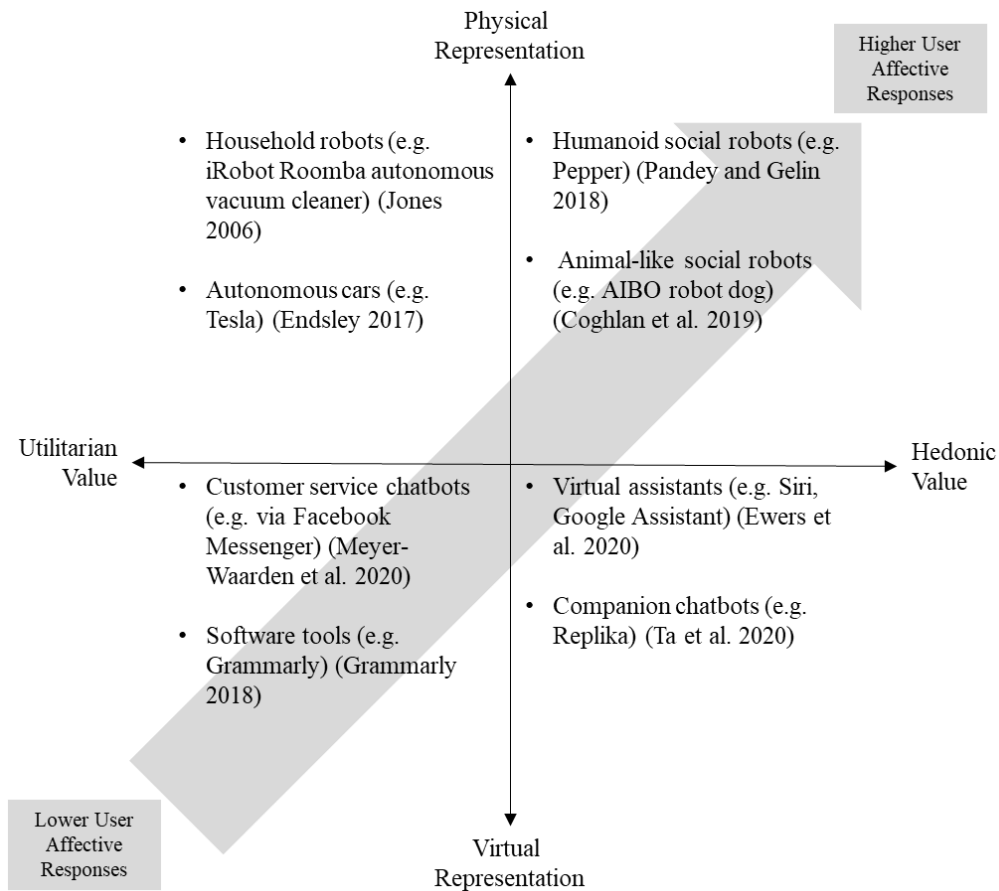 Physical
Representation
Higher User
Affective
Responses
• Household robots (e.g.
iRobot Roomba autonomous
vacuum cleaner) (Jones
2006)
• Autonomous cars (e.g.
Tesla) (Endsley 2017)
• Humanoid social robots (e.g.
Pepper) (Pandey and Gelin
2018)
• Animal-like social robots
(e.g. AIBO robot dog)
(Coghlan et al. 2019)
Utilitarian
Value
Hedonic
Value
• Customer service chatbots
(e.g. via Facebook
Messenger) (Meyer-
Waarden et al. 2020)
• Software tools (e.g.
Grammarly) (Grammarly
2018)
• Virtual assistants (e.g. Siri,
Google Assistant) (Ewers et
al. 2020)
• Companion chatbots (e.g.
Replika) (Ta et al. 2020)
Lower User
Affective
Responses
Virtual
Representation